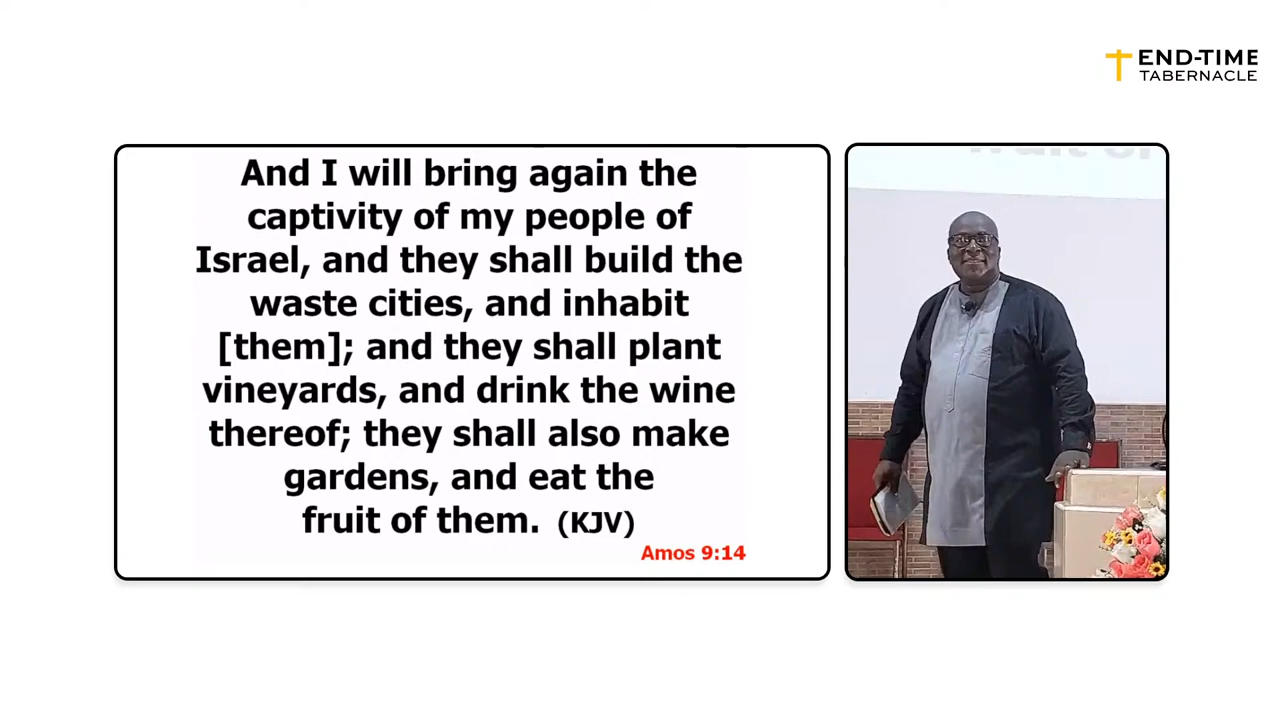 END-TIME
TABERNACLE
And I will bring again the
captivity of my people of
Israel, and they shall build the
waste cities, and inhabit
[them]; and they shall plant
vineyards, and drink the wine
thereof; they shall also make
gardens, and eat the
fruit of them. (KJV)
Amos 9:14